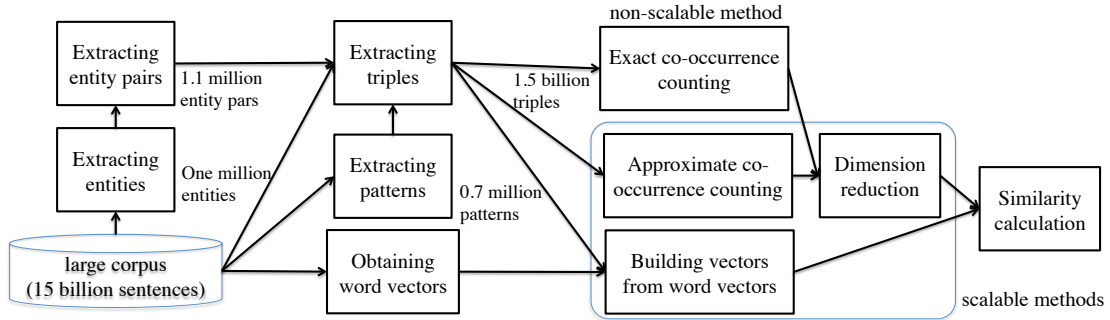 non-scalable method
Extracting
entity pairs
1.1 million
entity pars
Extracting
triples
1.5 billion
triples
Exact co-occurrence
counting
Extracting
entities
One million
entities
Extracting
patterns
0.7 million
patterns
Approximate co-
occurrence counting
Dimension
reduction
Similarity
calculation
large corpus
(15 billion sentences)
Obtaining
word vectors
Building vectors
from word vectors
scalable methods